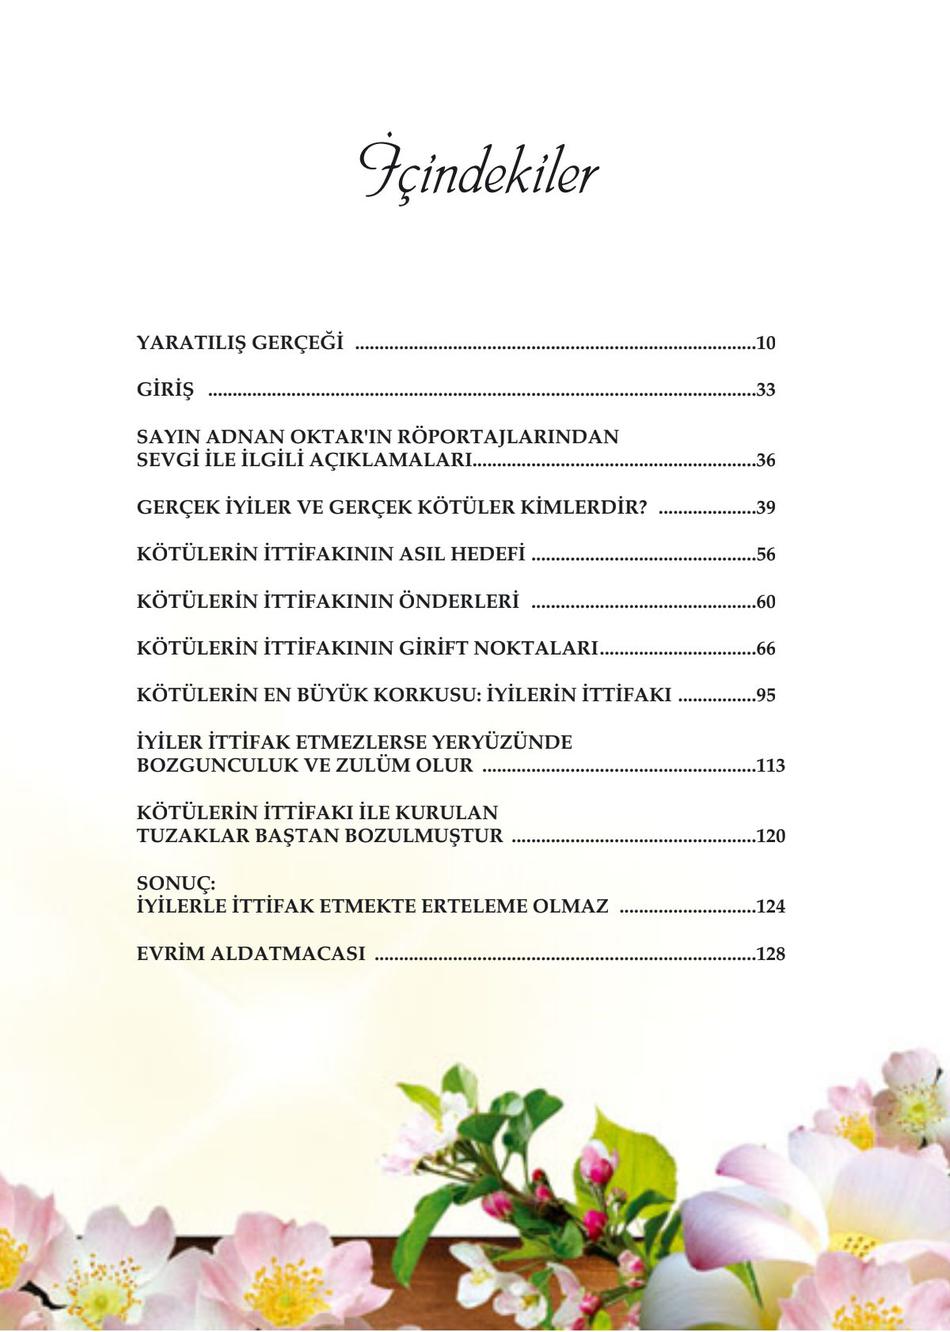 İçindekiler
YARATILIŞ GERÇEĞİ ..................................................................................10
GİRİŞ ................................................................................................................33
SAYIN ADNAN OKTAR'IN RÖPORTAJLARINDAN
SEVGİ İLE İLGİLİ AÇIKLAMALARI..........................................................36
GERÇEK İYİLER VE GERÇEK KÖTÜLER KİMLERDİR? ....................39
KÖTÜLERİN İTTİFAKININ ASIL HEDEFİ ..............................................56
KÖTÜLERİN İTTİFAKININ ÖNDERLERİ ..............................................60
KÖTÜLERİN İTTİFAKININ GİRİFT NOKTALARI................................66
KÖTÜLERİN EN BÜYÜK KORKUSU: İYİLERİN İTTİFAKI ................95
İYİLER İTTİFAK ETMEZLERSE YERYÜZÜNDE
BOZGUNCULUK VE ZULÜM OLUR ........................................................113
KÖTÜLERİN İTTİFAKI İLE KURULAN
TUZAKLAR BAŞTAN BOZULMUŞTUR ..................................................120
SONUÇ:
İYİLERLE İTTİFAK ETMEKTE ERTELEME OLMAZ ............................124
EVRİM ALDATMACASI ..............................................................................128